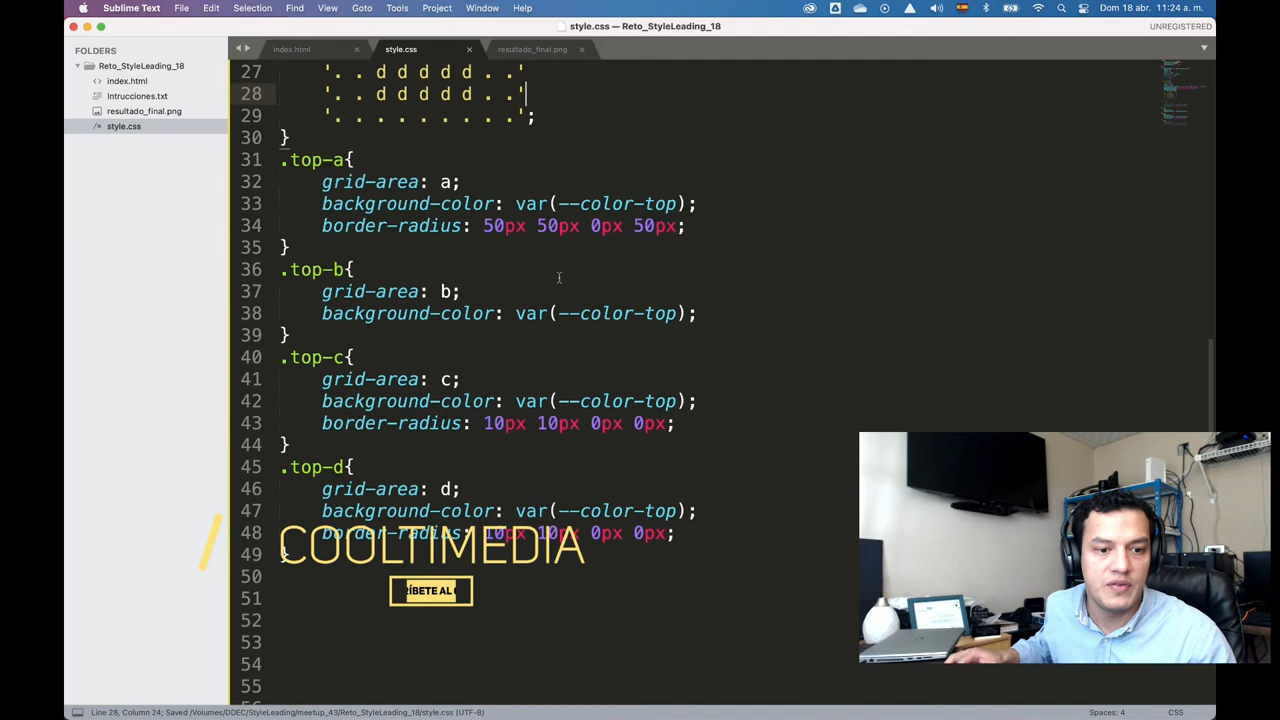 Sublime Text File Edit Selection Find View Goto Tools Project Window Help
Dom 18 abr. 11:24 a. m.
style.css — Reto_StyleLeading_18
UNREGISTERED
FOLDERS
Reto_StyleLeading_18
index.html
Intrucciones.txt
resultado_final.png
style.css
index.html
style.css
resultado_final.png
27 '. . d d d d d . .'
28 '. . d d d d d . .'
29 '. . . . . . . . .';
30 }
31 .top-a{
32 grid-area: a;
33 background-color: var(--color-top);
34 border-radius: 50px 50px 0px 50px;
35 }
36 .top-b{
37 grid-area: b;
38 background-color: var(--color-top);
39 }
40 .top-c{
41 grid-area: c;
42 background-color: var(--color-top);
43 border-radius: 10px 10px 0px 0px;
44 }
45 .top-d{
46 grid-area: d;
47 background-color: var(--color-top);
48 border-radius: 10px 10px 0px 0px;
49 }
50
51
52
53
54
55
/ COOLTIMEDIA
RÍBETE AL
Line 28, Column 24; Saved /Volumes/DDEC/StyleLeading/meetup_43/Reto_StyleLeading_18/style.css (UTF-8)
Spaces: 4
CSS